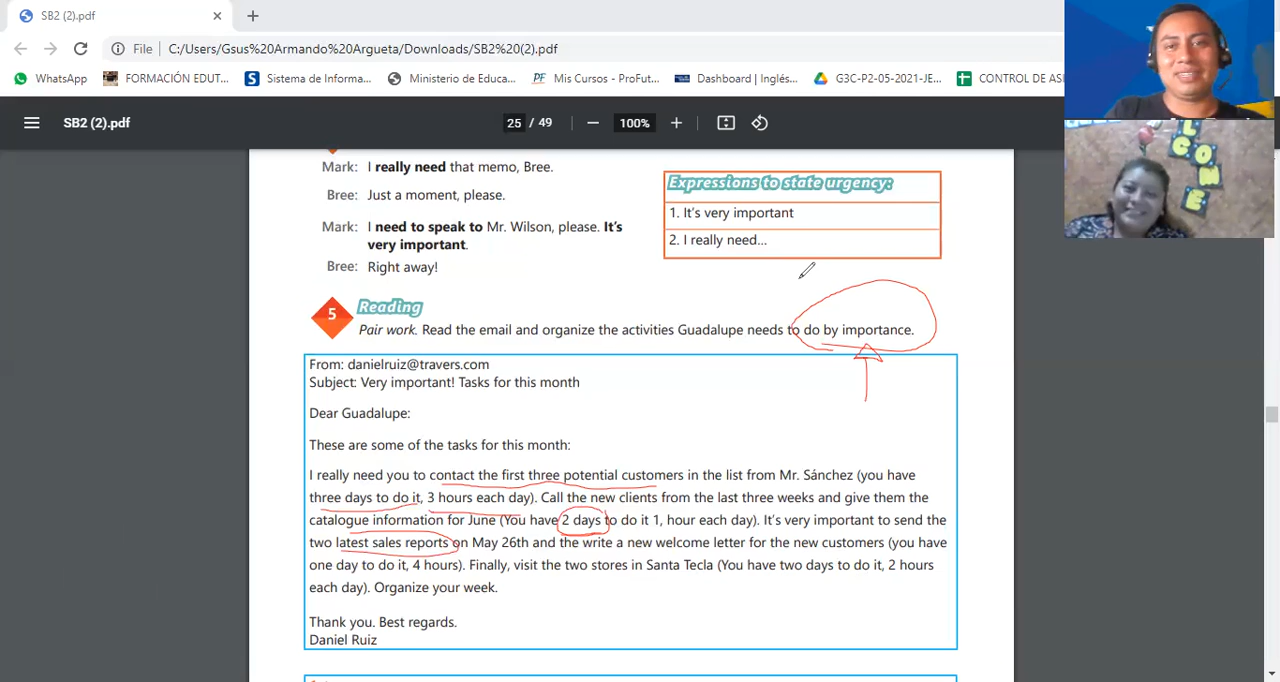 SB2 (2).pdf
File C:/Users/Gsus%20Armando%20Argueta/Downloads/SB2%20(2).pdf
WhatsApp FORMACIÓN EDUT... Sistema de Informa... Ministerio de Educa... PF Mis Cursos - ProFut... Dashboard | Inglés... G3C-P2-05-2021-JE... CONTROL DE AS
SB2 (2).pdf 25 / 49 100%
Mark: I really need that memo, Bree.
Bree: Just a moment, please.
Mark: I need to speak to Mr. Wilson, please. It's
very important.
Bree: Right away!
Expressions to state urgency:
1. It's very important
2. I really need...
5 Reading
Pair work. Read the email and organize the activities Guadalupe needs to do by importance.
From: danielruiz@travers.com
Subject: Very important! Tasks for this month
Dear Guadalupe:
These are some of the tasks for this month:
I really need you to contact the first three potential customers in the list from Mr. Sánchez (you have
three days to do it, 3 hours each day). Call the new clients from the last three weeks and give them the
catalogue information for June (You have 2 days to do it 1, hour each day). It's very important to send the
two latest sales reports on May 26th and the write a new welcome letter for the new customers (you have
one day to do it, 4 hours). Finally, visit the two stores in Santa Tecla (You have two days to do it, 2 hours
each day). Organize your week.
Thank you. Best regards.
Daniel Ruiz
L
C O
M
E